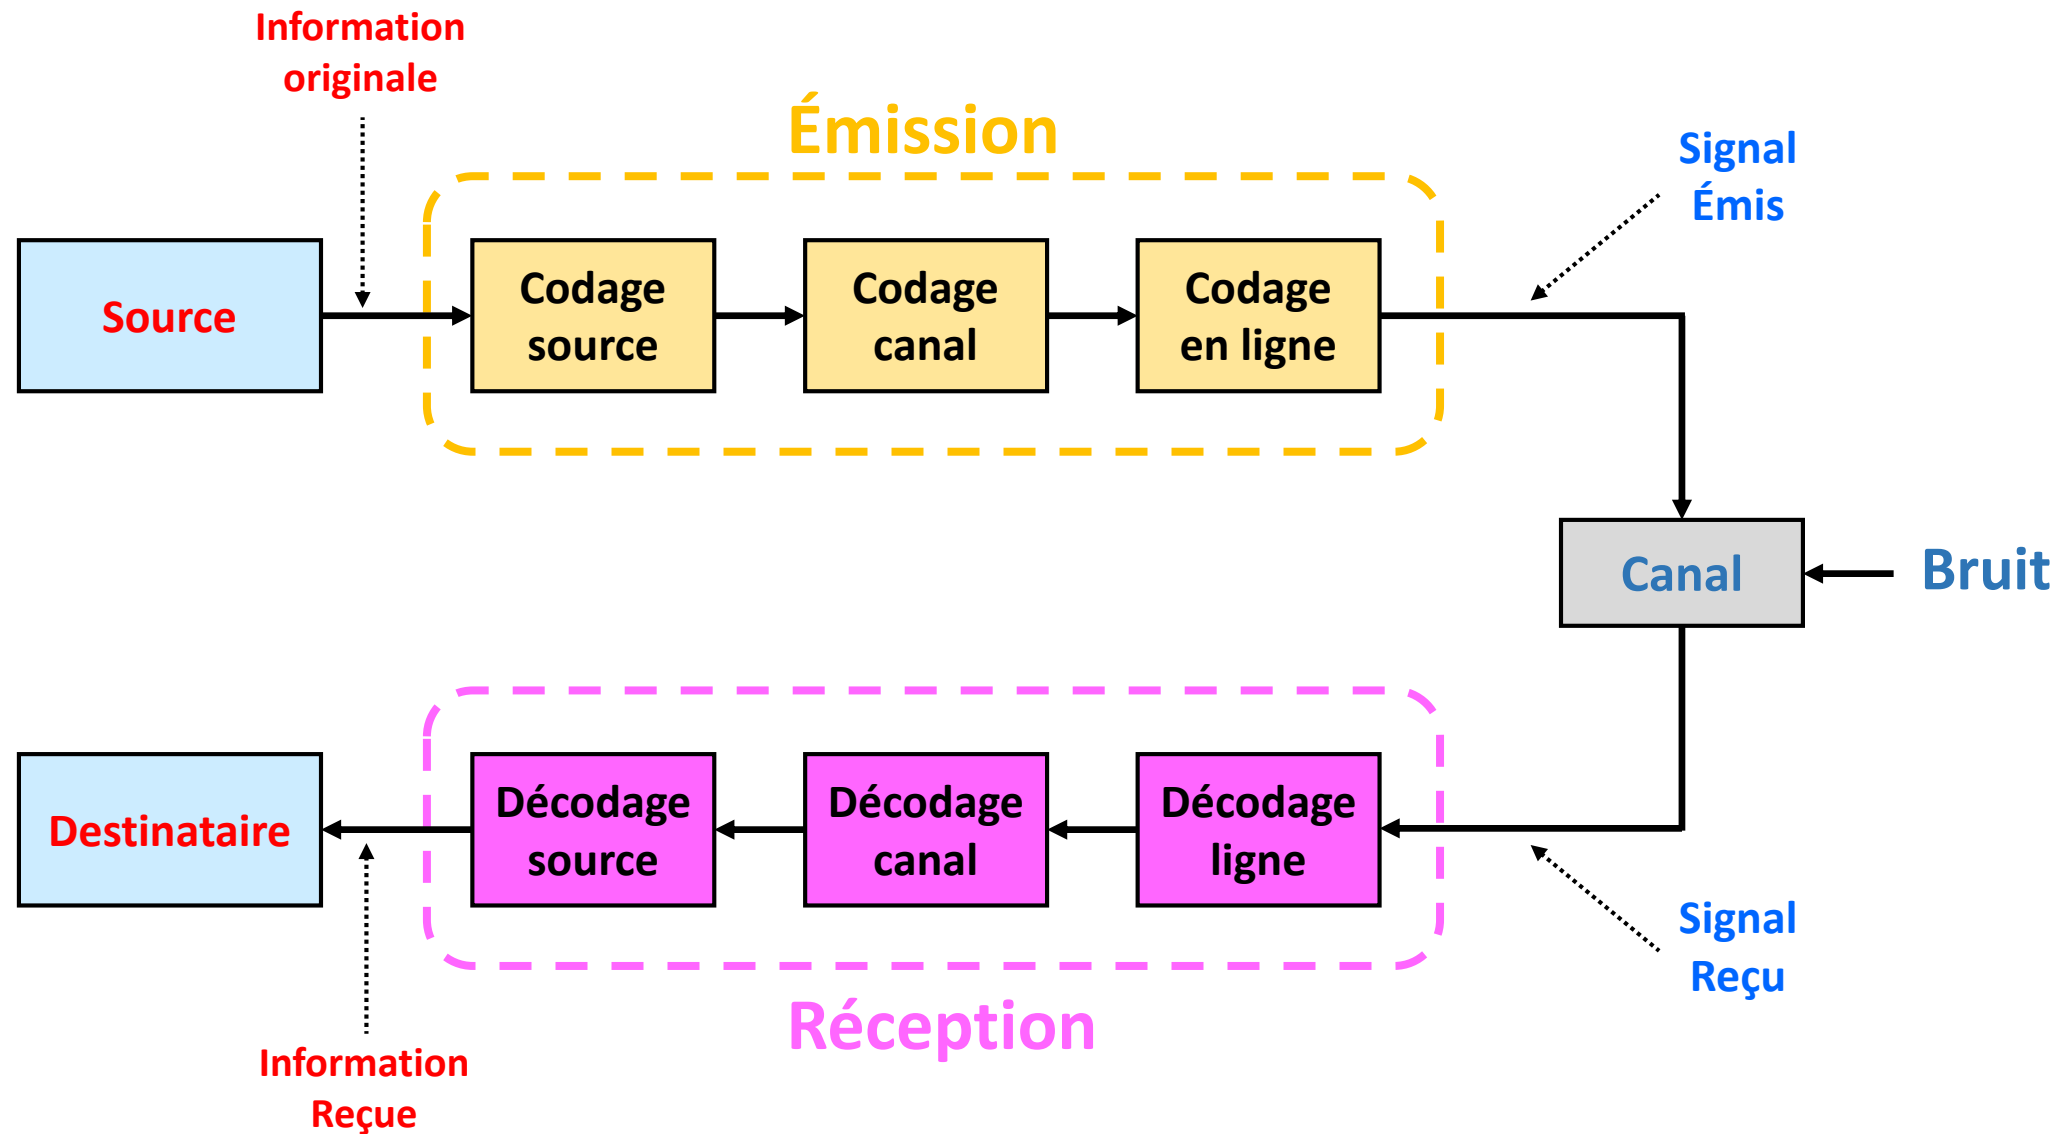 Information
originale
Émission
Signal
Émis
Source
Codage
source
Codage
canal
Codage
en ligne
Canal
Bruit
Destinataire
Décodage
source
Décodage
canal
Décodage
ligne
Signal
Reçu
Réception
Information
Reçue